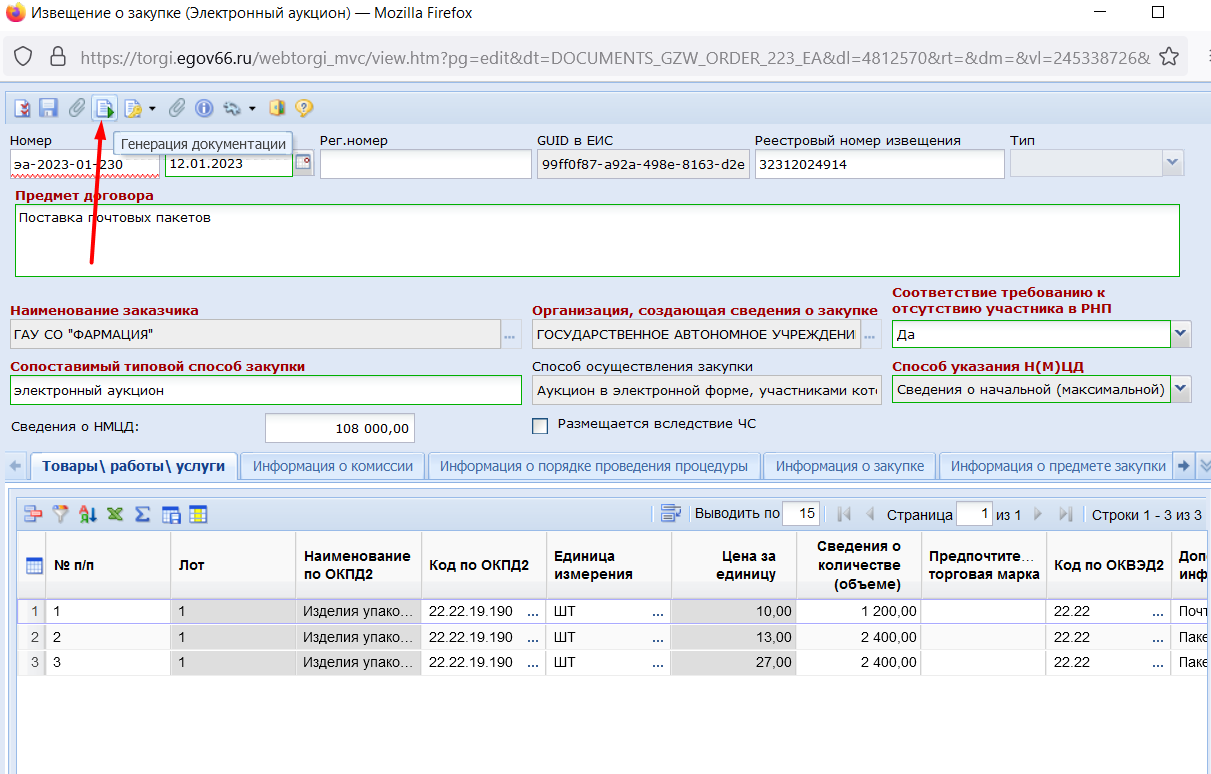 Извещение о закупке (Электронный аукцион) — Mozilla Firefox
https://torgi.egov66.ru/webtorgi_mvc/view.htm?pg=edit&dt=DOCUMENTS_GZW_ORDER_223_EA&dl=4812570&rt=&dm=&vl=245338726&
Генерация документации
Номер Рег.номер GUID в ЕИС Реестровый номер извещения Тип
эа-2023-01-230 12.01.2023 99ff0f87-a92a-498e-8163-d2e 32312024914
Предмет договора
Поставка почтовых пакетов
Наименование заказчика Организация, создающая сведения о закупке Соответствие требованию к
отсутствию участника в РНП
ГАУ СО "ФАРМАЦИЯ" ... ГОСУДАРСТВЕННОЕ АВТОНОМНОЕ УЧРЕЖДЕНИ ... Да
Сопоставимый типовой способ закупки Способ осуществления закупки Способ указания Н(М)ЦД
электронный аукцион Аукцион в электронной форме, участниками кот Сведения о начальной (максимальной)
Сведения о НМЦД: 108 000,00 Размещается вследствие ЧС
Товары\ работы\ услуги Информация о комиссии Информация о порядке проведения процедуры Информация о закупке Информация о предмете закупки
Выводить по 15 Страница 1 из 1 Строки 1 - 3 из 3
№ п/п Лот Наименование по ОКПД2 Код по ОКПД2 Единица измерения Цена за единицу Сведения о количестве (объеме) Предпочтите... торговая марка Код по ОКВЭД2 Доп инф
1 1 1 Изделия упако... 22.22.19.190 ... ШТ ... 10,00 1 200,00 22.22 ... Почт
2 2 1 Изделия упако... 22.22.19.190 ... ШТ ... 13,00 2 400,00 22.22 ... Паке
3 3 1 Изделия упако... 22.22.19.190 ... ШТ ... 27,00 2 400,00 22.22 ... Паке